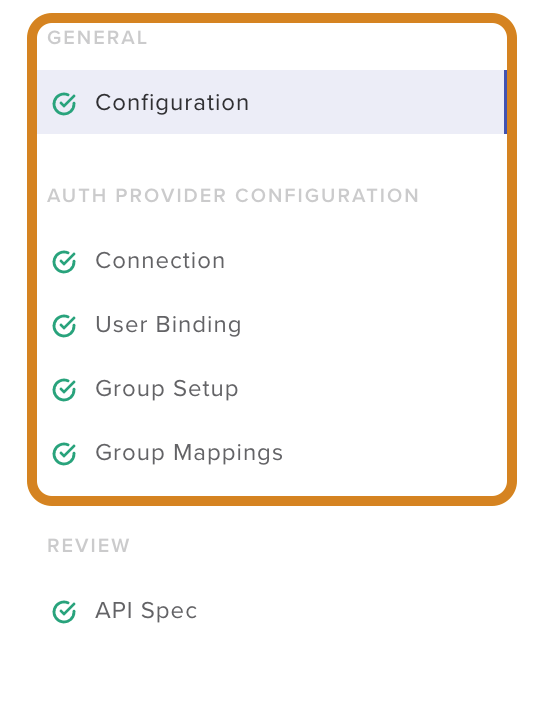 GENERAL
Configuration
AUTH PROVIDER CONFIGURATION
Connection
User Binding
Group Setup
Group Mappings
REVIEW
API Spec